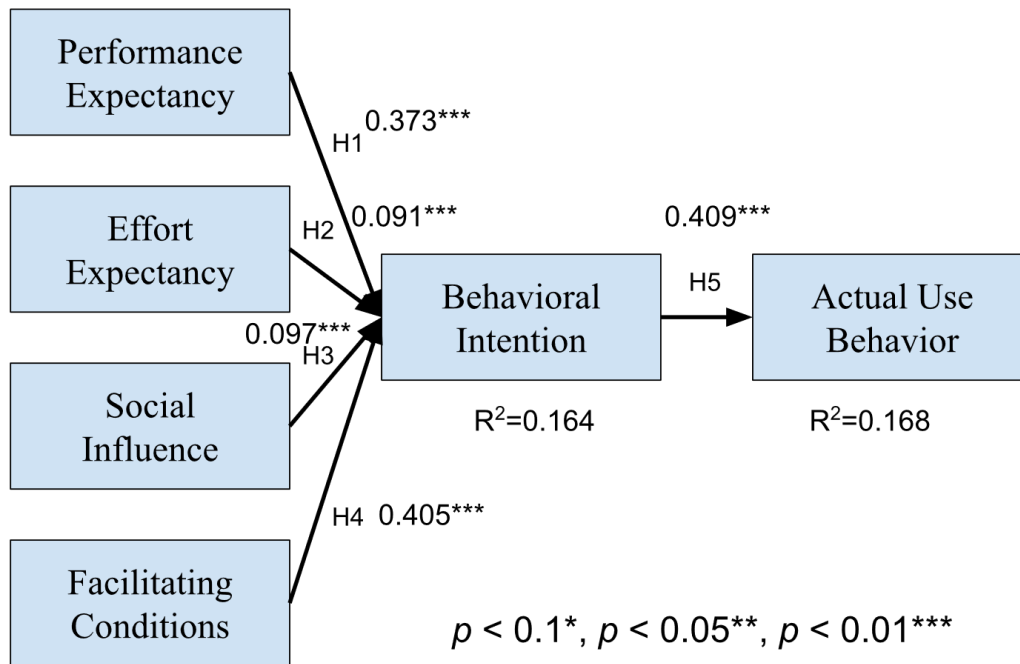 Performance
Expectancy
H1
0.373***
Effort
Expectancy
H2
0.091***
0.409***
Behavioral
Intention
H5
Actual Use
Behavior
0.097***
H3
Social
Influence
R²=0.164
R²=0.168
H4
0.405***
Facilitating
Conditions
p < 0.1*, p < 0.05**, p < 0.01***